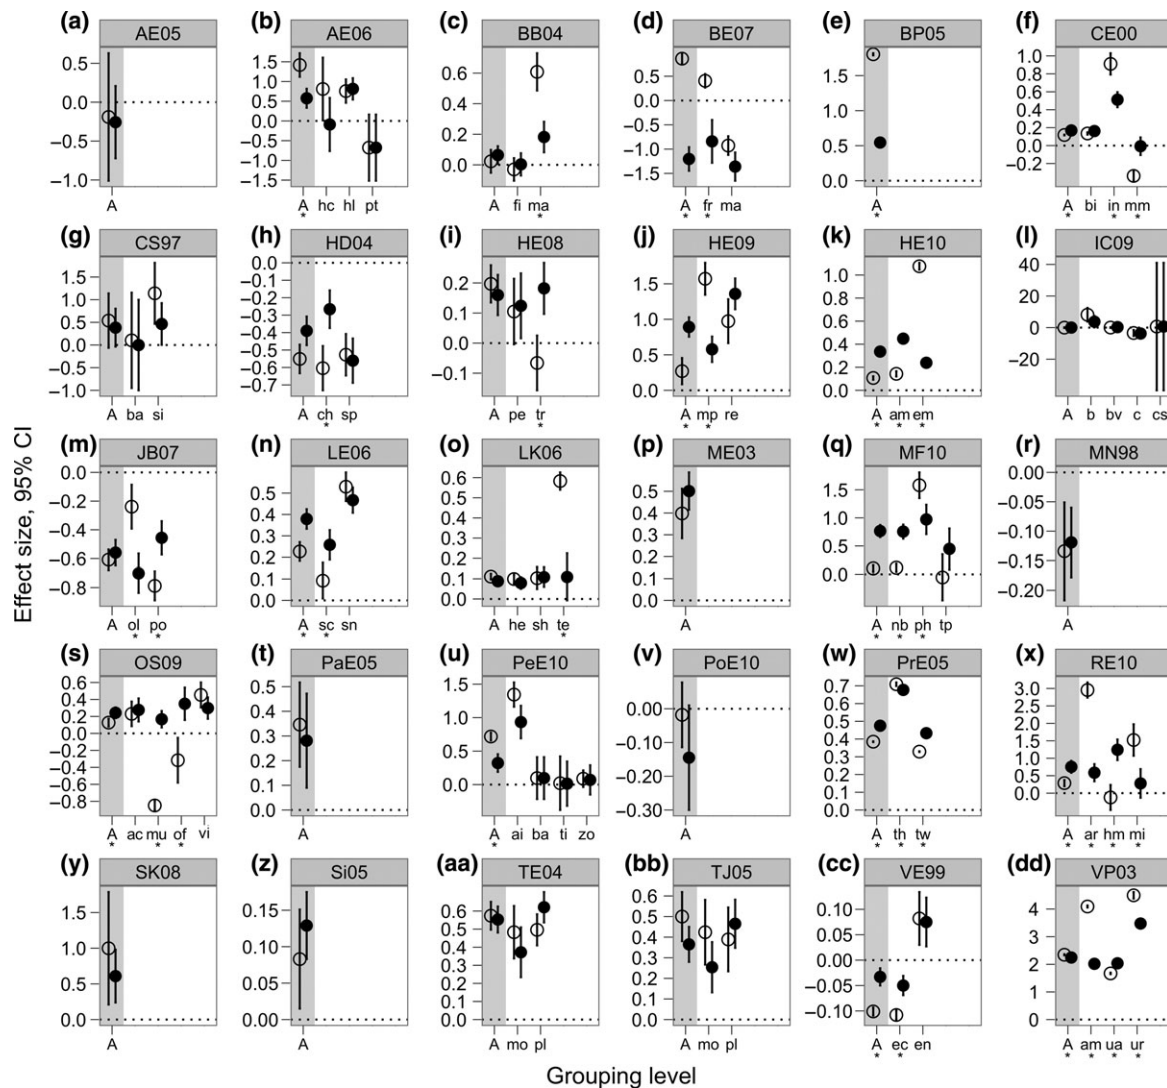 (a) (b) (c) (d) (e) (f)
AE05 AE06 BB04 BE07 BP05 CE00
0.5 0.0 −0.5 −1.0
1.5 1.0 0.5 0.0 −0.5 −1.0 −1.5
0.6 0.4 0.2 0.0
1.0 0.5 0.0 −0.5 −1.0 −1.5
1.5 1.0 0.5 0.0
1.0 0.8 0.6 0.4 0.2 0.0 −0.2
A A hc hl pt A fi ma A fr ma A A bi in mm
* * * * * * * *
(g) (h) (i) (j) (k) (l)
CS97 HD04 HE08 HE09 HE10 IC09
1.5 1.0 0.5 0.0 −0.5 −1.0
0.0 −0.1 −0.2 −0.3 −0.4 −0.5 −0.6 −0.7
0.2 0.1 0.0 −0.1
1.5 1.0 0.5 0.0
1.0 0.8 0.6 0.4 0.2 0.0
40 20 0 −20
A ba si A ch sp A pe tr A mp re A am em A b bv c cs
* * * * * * *
(m) (n) (o) (p) (q) (r)
JB07 LE06 LK06 ME03 MF10 MN98
0.0 −0.2 −0.4 −0.6 −0.8
0.5 0.4 0.3 0.2 0.1 0.0
0.6 0.5 0.4 0.3 0.2 0.1 0.0
0.5 0.4 0.3 0.2 0.1 0.0
1.5 1.0 0.5 0.0
0.00 −0.05 −0.10 −0.15 −0.20
A ol po A sc sn A he sh te A A nb ph tp A
* * * * * * * *
(s) (t) (u) (v) (w) (x)
OS09 PaE05 PeE10 PoE10 PrE05 RE10
0.6 0.4 0.2 0.0 −0.2 −0.4 −0.6 −0.8
0.5 0.4 0.3 0.2 0.1 0.0
1.5 1.0 0.5 0.0
0.00 −0.10 −0.20 −0.30
0.7 0.6 0.5 0.4 0.3 0.2 0.1 0.0
3.0 2.5 2.0 1.5 1.0 0.5 0.0
A ac mu of vi A A ai ba ti zo A A th tw A ar hm mi
* * * * * * * * * * *
(y) (z) (aa) (bb) (cc) (dd)
SK08 Si05 TE04 TJ05 VE99 VP03
1.5 1.0 0.5 0.0
0.15 0.10 0.05 0.00
0.6 0.5 0.4 0.3 0.2 0.1 0.0
0.6 0.5 0.4 0.3 0.2 0.1 0.0
0.10 0.05 0.00 −0.05 −0.10
4 3 2 1 0
A A A mo pl A mo pl A ec en A am ua ur
* * * * * *
Effect size, 95% CI
Grouping level